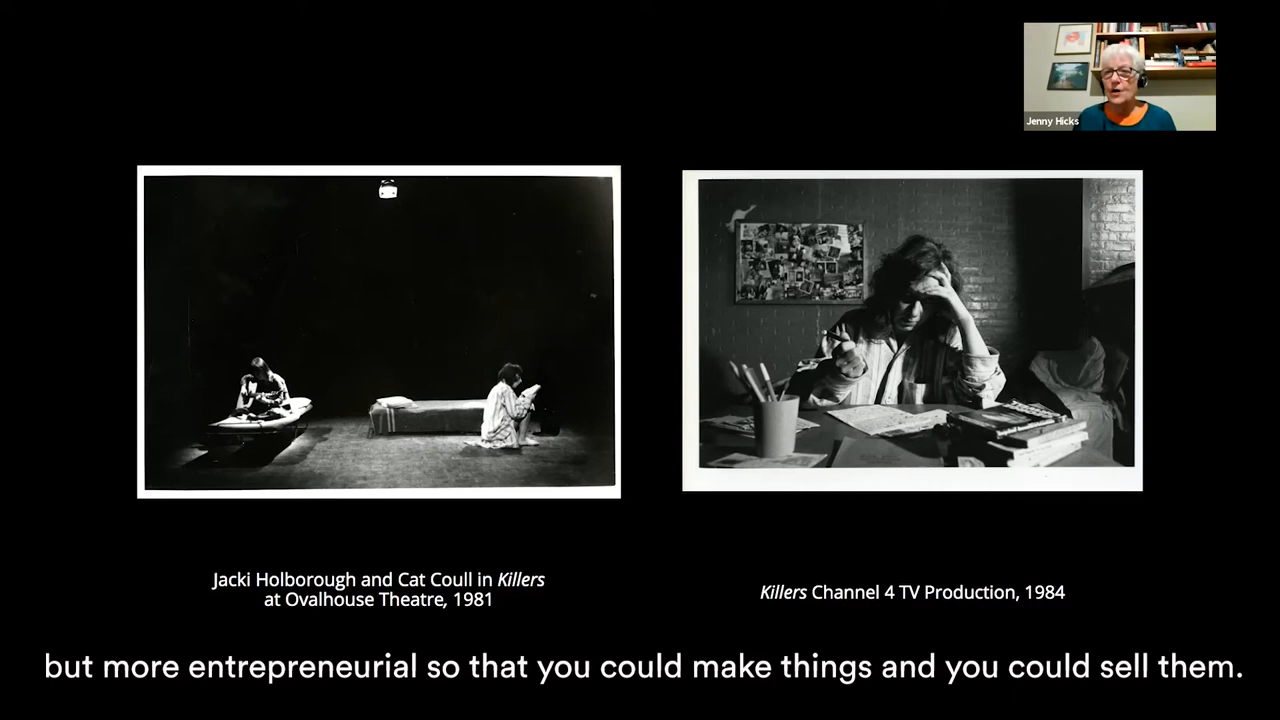 Jenny Hicks
Jacki Holborough and Cat Coull in Killers
at Ovalhouse Theatre, 1981
Killers Channel 4 TV Production, 1984
but more entrepreneurial so that you could make things and you could sell them.